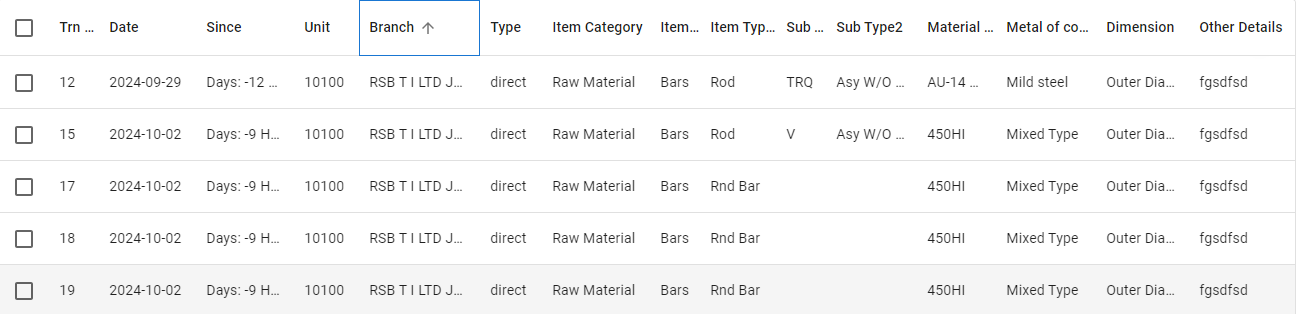 Trn ... Date Since Unit Branch Type Item Category Item... Item Typ... Sub ... Sub Type2 Material ... Metal of co... Dimension Other Details
12 2024-09-29 Days: -12 ... 10100 RSB T I LTD J... direct Raw Material Bars Rod TRQ Asy W/O ... AU-14 ... Mild steel Outer Dia... fgsdfsd
15 2024-10-02 Days: -9 H... 10100 RSB T I LTD J... direct Raw Material Bars Rod V Asy W/O ... 450HI Mixed Type Outer Dia... fgsdfsd
17 2024-10-02 Days: -9 H... 10100 RSB T I LTD J... direct Raw Material Bars Rnd Bar 450HI Mixed Type Outer Dia... fgsdfsd
18 2024-10-02 Days: -9 H... 10100 RSB T I LTD J... direct Raw Material Bars Rnd Bar 450HI Mixed Type Outer Dia... fgsdfsd
19 2024-10-02 Days: -9 H... 10100 RSB T I LTD J... direct Raw Material Bars Rnd Bar 450HI Mixed Type Outer Dia... fgsdfsd